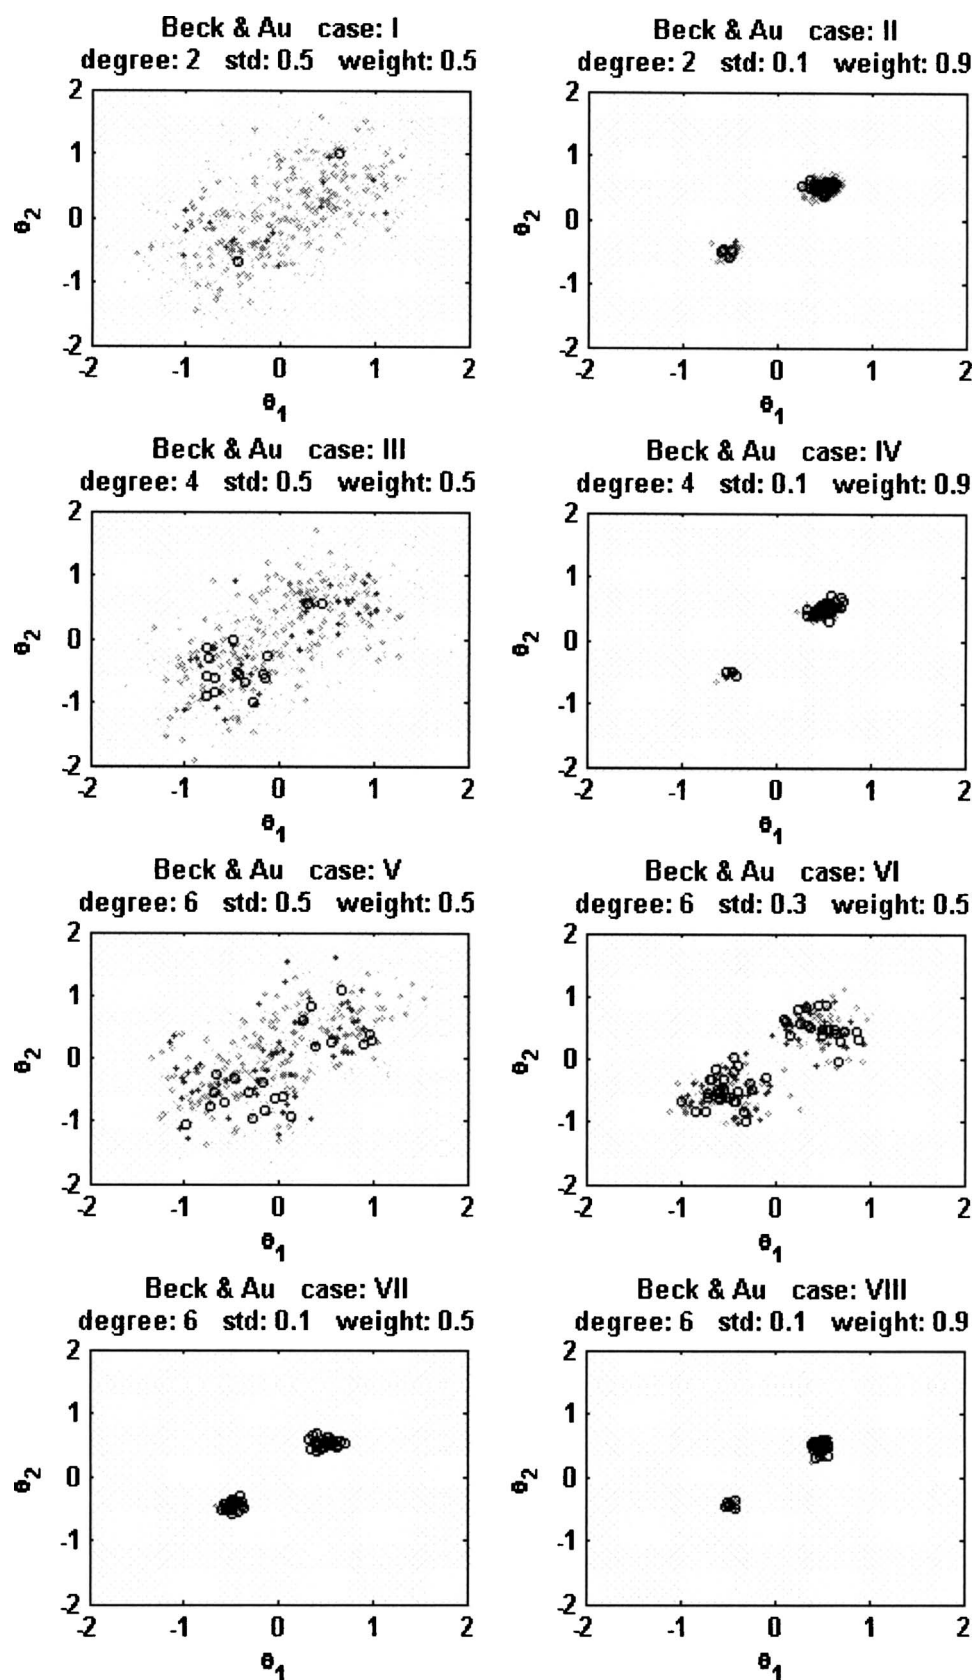 Beck & Au case: I
degree: 2 std: 0.5 weight: 0.5
2
1
0
-1
-2
θ2
-2 -1 0 1 2
θ1
Beck & Au case: II
degree: 2 std: 0.1 weight: 0.9
2
1
0
-1
-2
θ2
-2 -1 0 1 2
θ1
Beck & Au case: III
degree: 4 std: 0.5 weight: 0.5
2
1
0
-1
-2
θ2
-2 -1 0 1 2
θ1
Beck & Au case: IV
degree: 4 std: 0.1 weight: 0.9
2
1
0
-1
-2
θ2
-2 -1 0 1 2
θ1
Beck & Au case: V
degree: 6 std: 0.5 weight: 0.5
2
1
0
-1
-2
θ2
-2 -1 0 1 2
θ1
Beck & Au case: VI
degree: 6 std: 0.3 weight: 0.5
2
1
0
-1
-2
θ2
-2 -1 0 1 2
θ1
Beck & Au case: VII
degree: 6 std: 0.1 weight: 0.5
2
1
0
-1
-2
θ2
-2 -1 0 1 2
θ1
Beck & Au case: VIII
degree: 6 std: 0.1 weight: 0.9
2
1
0
-1
-2
θ2
-2 -1 0 1 2
θ1